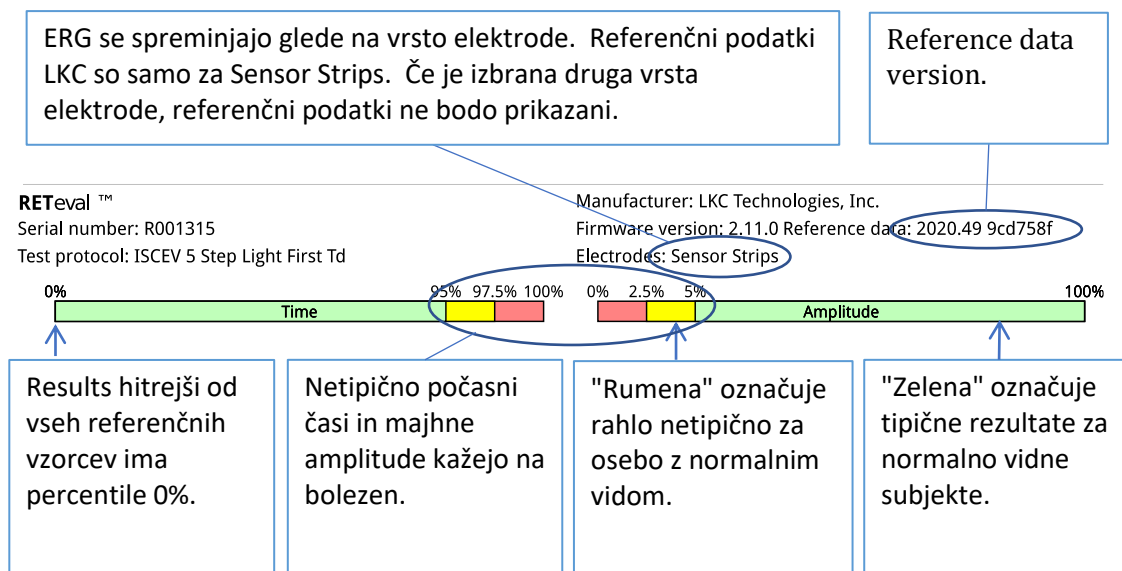 ERG se spreminjajo glede na vrsto elektrode.  Referenčni podatki
LKC so samo za Sensor Strips.  Če je izbrana druga vrsta
elektrode, referenčni podatki ne bodo prikazani.
Reference data
version.
RETeval ™
Serial number: R001315
Test protocol: ISCEV 5 Step Light First Td
Manufacturer: LKC Technologies, Inc.
Firmware version: 2.11.0 Reference data: 2020.49 9cd758f
Electrodes: Sensor Strips
0% 95% 97.5% 100% 0% 2.5% 5% 100%
Time Amplitude
Results hitrejši od
vseh referenčnih
vzorcev ima
percentile 0%.
Netipično počasni
časi in majhne
amplitude kažejo na
bolezen.
"Rumena" označuje
rahlo netipično za
osebo z normalnim
vidom.
"Zelena" označuje
tipične rezultate za
normalno vidne
subjekte.